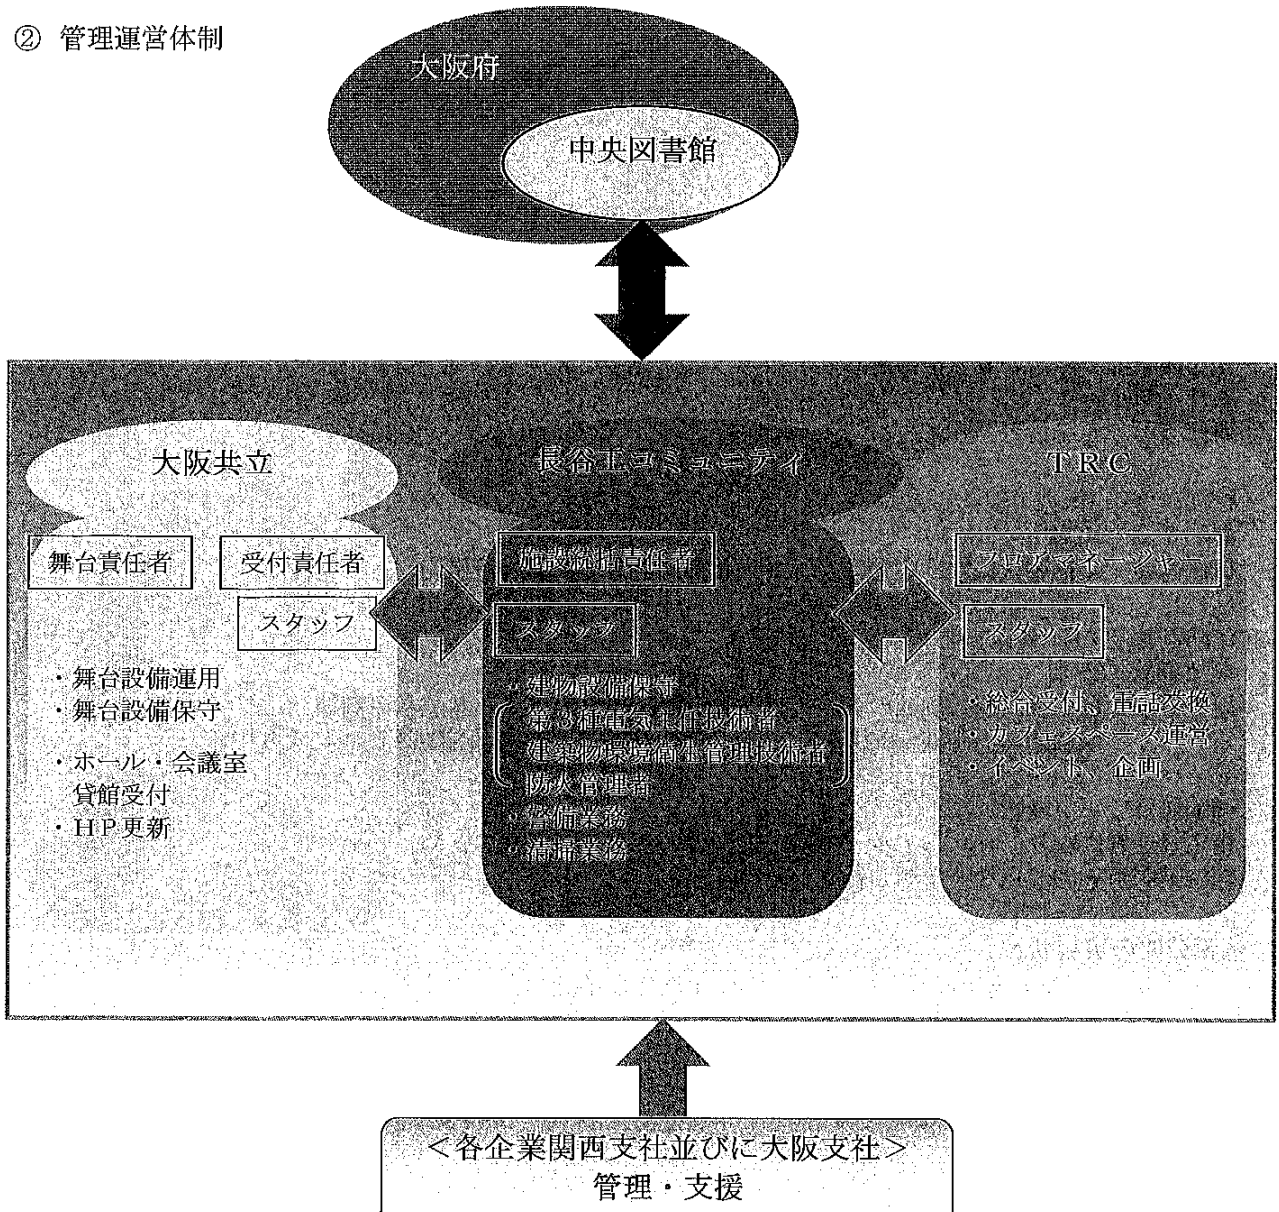 ② 管理運営体制
大阪府
中央図書館
大阪共立
舞台責任者
受付責任者
スタッフ
・舞台設備運用
・舞台設備保守
・ホール・会議室
貸館受付
・HP更新
長谷工コミュニティ
施設統括責任者
スタッフ
・建物設備保守
第3種電気主任技術者
建築物環境衛生管理技術者
防火管理者
・警備業務
・清掃業務
TRC
フロアマネージャー
スタッフ
・総合受付、電話交換
・カフェスペース運営
・イベント、企画
＜各企業関西支社並びに大阪支社＞
管理・支援